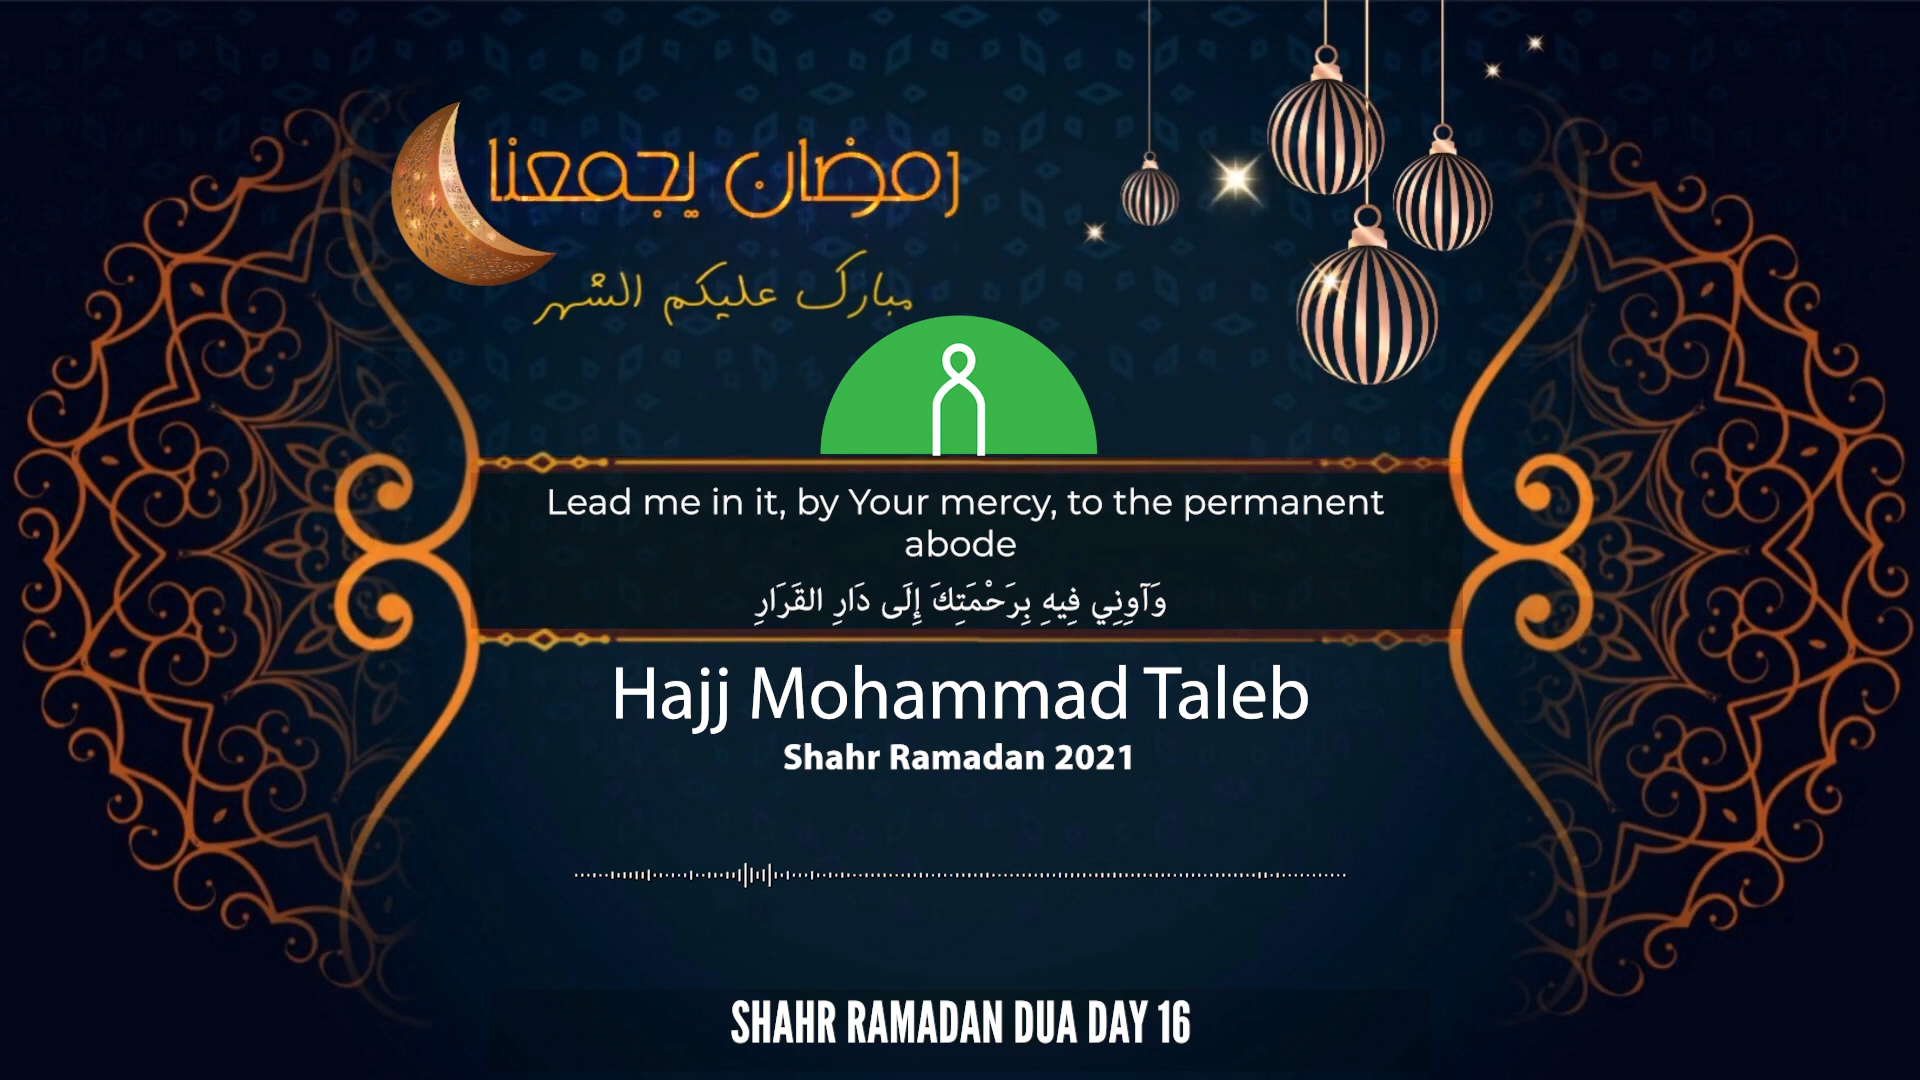 رمضان يجمعنا
مبارك عليكم الشهر
Lead me in it, by Your mercy, to the permanent
abode
وَآوِنِي فِيهِ بِرَحْمَتِكَ إِلَى دَارِ القَرَارِ
Hajj Mohammad Taleb
Shahr Ramadan 2021
SHAHR RAMADAN DUA DAY 16